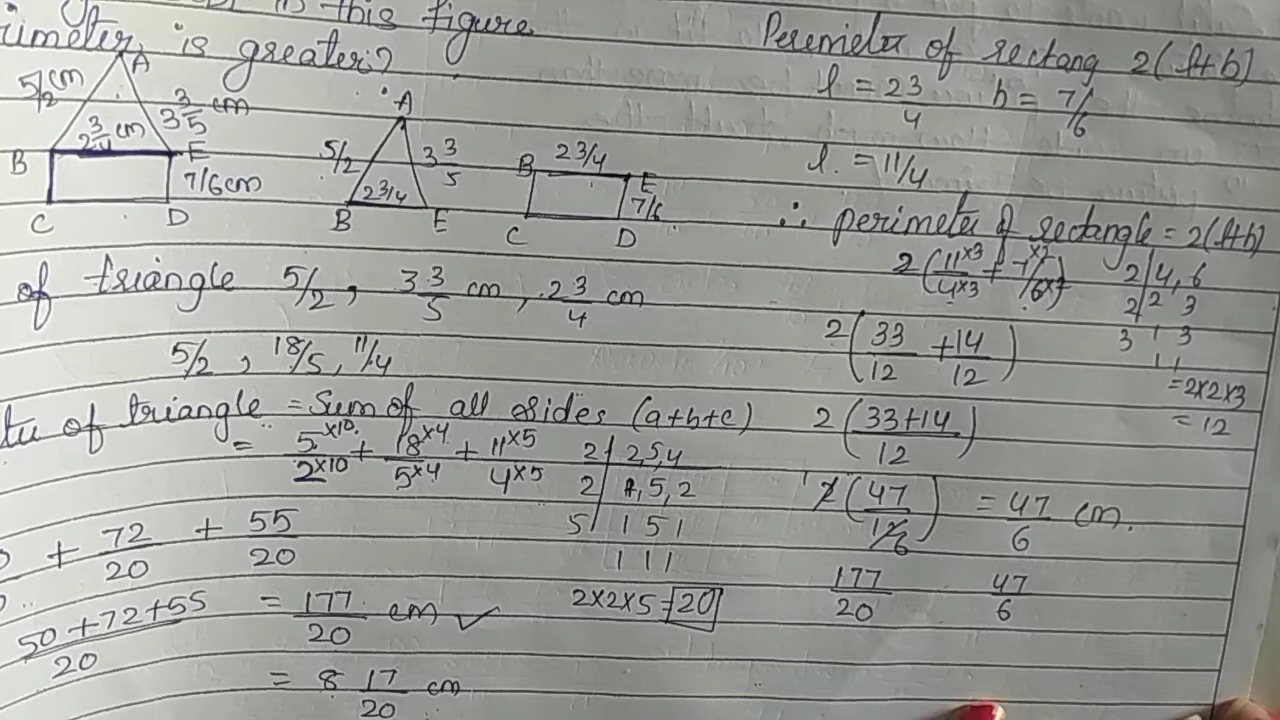 this figure.
imeter is greater?
A
5/2 cm
3 3/5 cm
2 3/4 cm
B
E
7/6 cm
C
D
A
5/2
3 3/5
2 3/4
B
E
B
2 3/4
E
7/6
C
D
of triangle 5/2, 3 3/5 cm, 2 3/4 cm
5/2, 18/5, 11/4
of triangle = Sum of all sides (a+b+c)
= 5×10/2×10 + 18×4/5×4 + 11×5/4×5
2 | 2,5,4
2 | 1,5,2
5 | 1 5 1
1 1 1
+ 72/20 + 55/20
2×2×5=20
50+72+55/20 = 177/20 cm ✓
= 8 17/20 cm
Peremieter of rectang 2(l+b)
l = 2 3/4 b = 7/6
l. = 11/4
∴ perimeter of rectangle = 2(l+b)
2(11×3/4×3 + 7×2/6×2)
2 | 4, 6
2 | 2 3
3 1 3
1 1
= 2×2×3
= 12
2(33/12 + 14/12)
2(33+14/12)
2(47/12) = 47/6 cm.
177/20 47/6